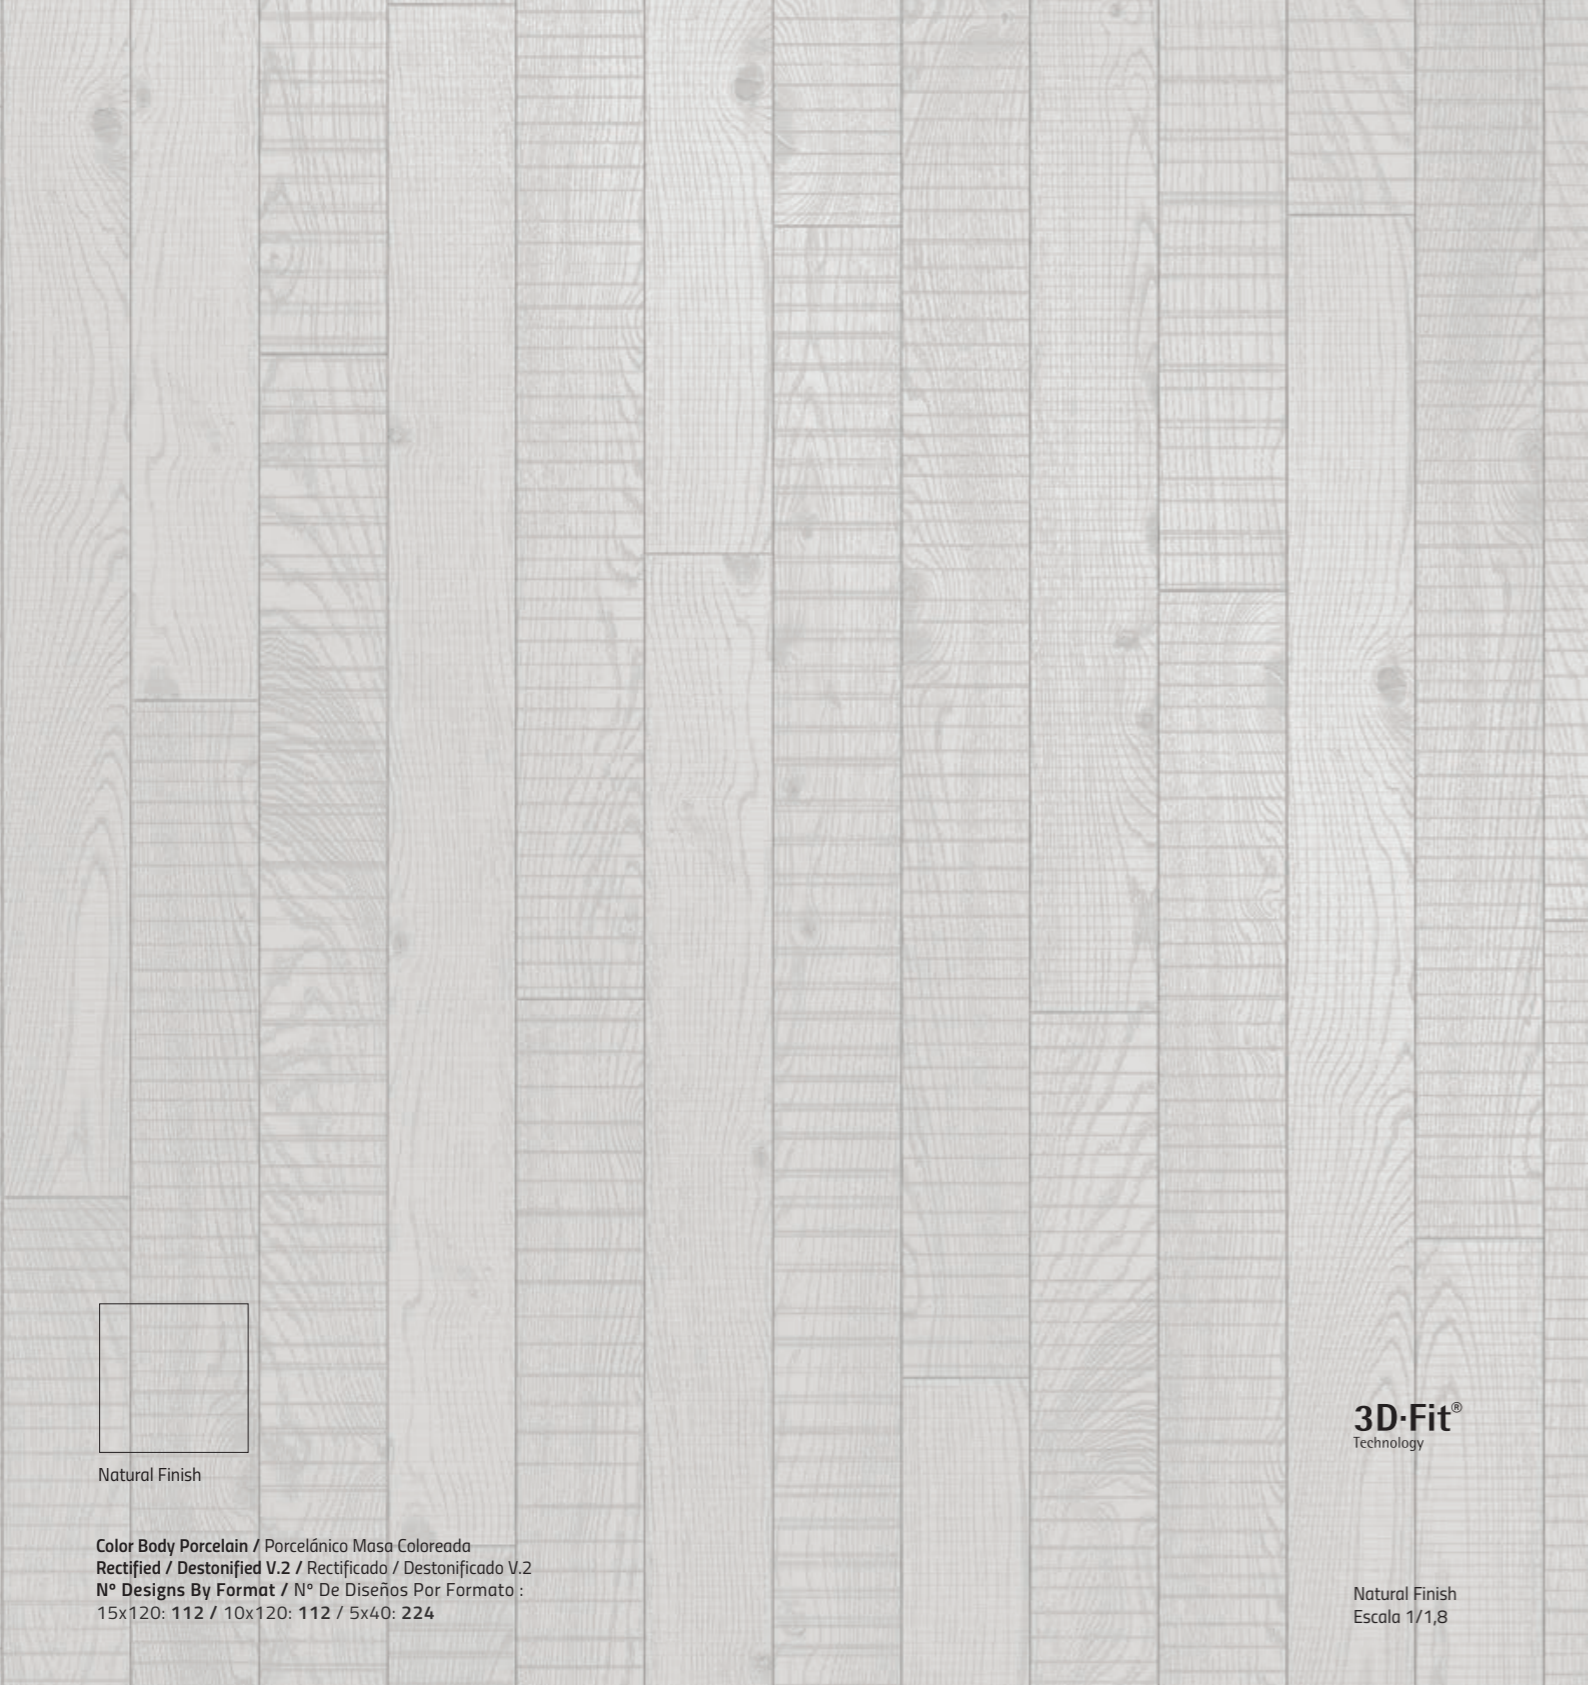 3D·Fit®
Technology
Natural Finish
Color Body Porcelain / Porcelánico Masa Coloreada
Rectified / Destonified V.2 / Rectificado / Destonificado V.2
Nº Designs By Format / Nº De Diseños Por Formato :
15x120: 112 / 10x120: 112 / 5x40: 224
Natural Finish
Escala 1/1,8